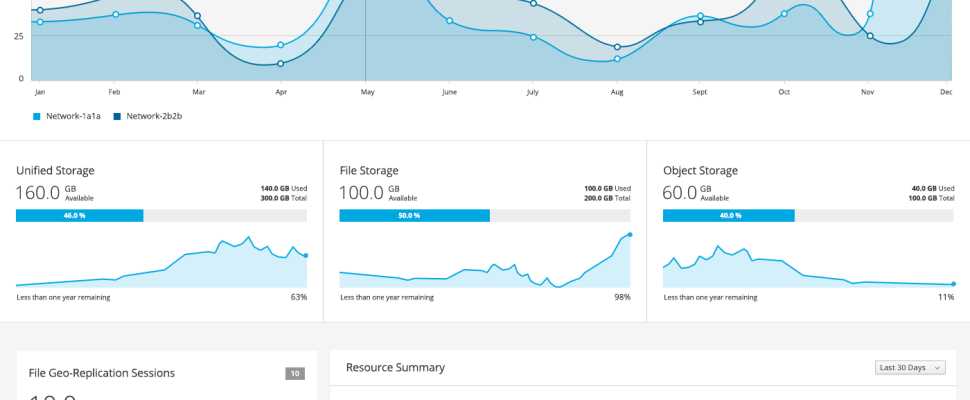 25
0
Jan Feb Mar Apr May June July Aug Sept Oct Nov Dec
Network-1a1a Network-2b2b
Unified Storage
160.0 GB Available
140.0 GB Used
300.0 GB Total
46.0 %
Less than one year remaining 63%
File Storage
100.0 GB Available
100.0 GB Used
200.0 GB Total
50.0 %
Less than one year remaining 98%
Object Storage
60.0 GB Available
40.0 GB Used
100.0 GB Total
40.0 %
Less than one year remaining 11%
File Geo-Replication Sessions 10
Resource Summary Last 30 Days